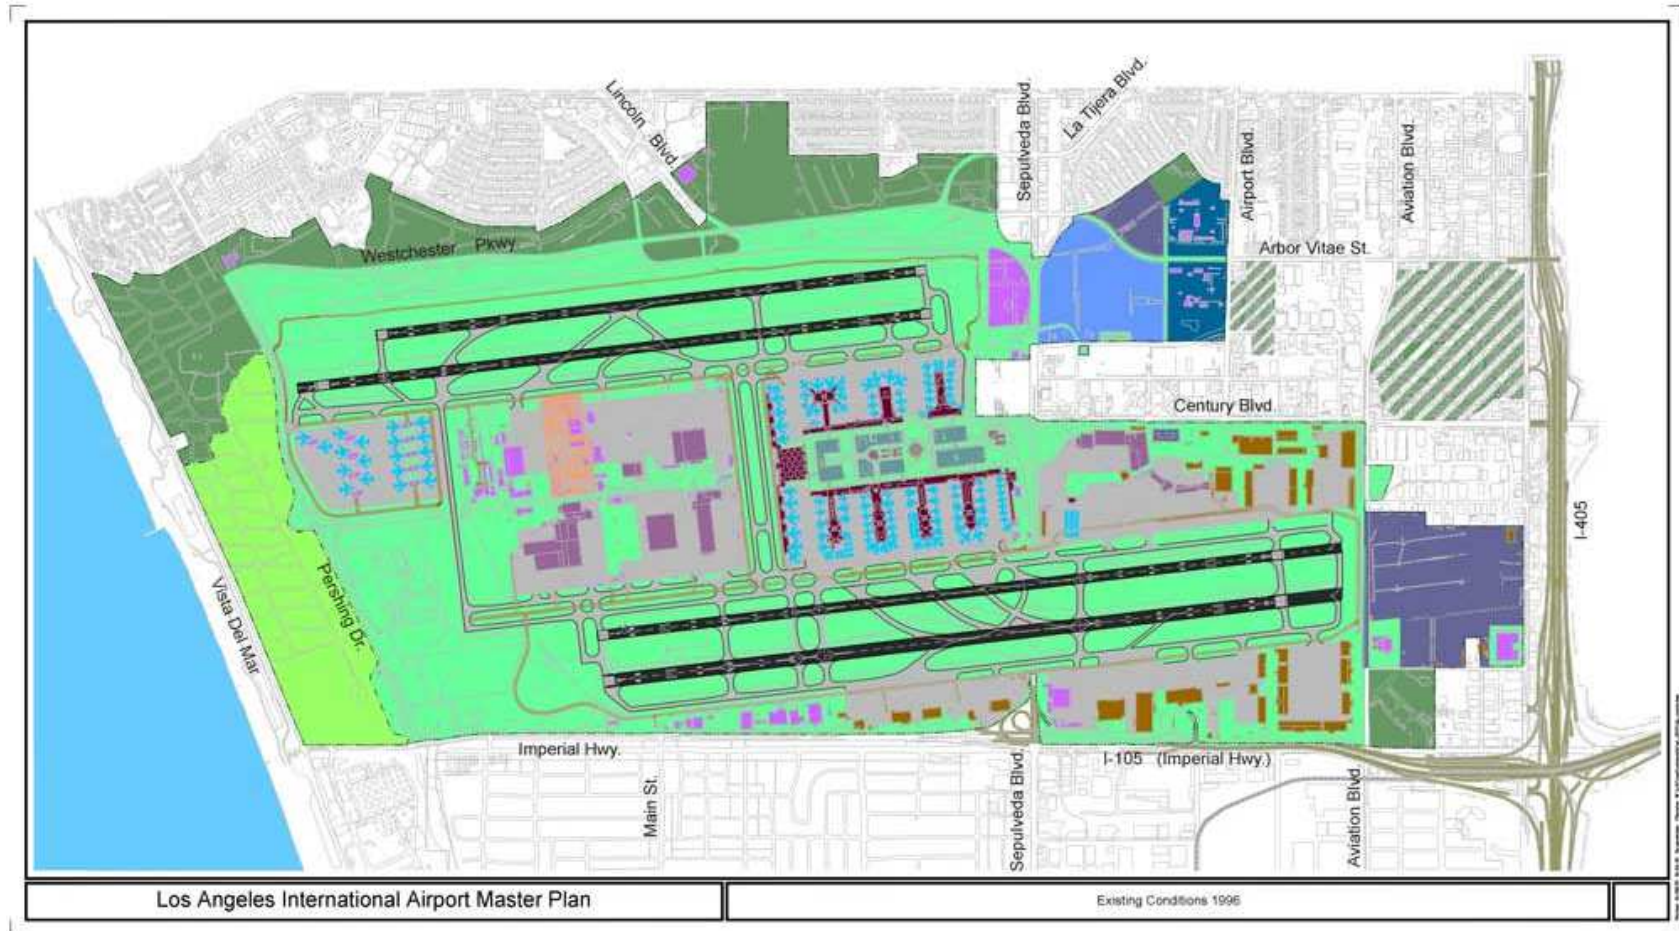 Lincoln Blvd.
Sepulveda Blvd.
La Tijera Blvd.
Airport Blvd.
Aviation Blvd.
Westchester Pkwy.
Arbor Vitae St.
Century Blvd.
I-405
Pershing Dr.
Vista Del Mar
Imperial Hwy.
I-105 (Imperial Hwy.)
Main St.
Sepulveda Blvd.
Aviation Blvd.
Los Angeles International Airport Master Plan
Existing Conditions 1996